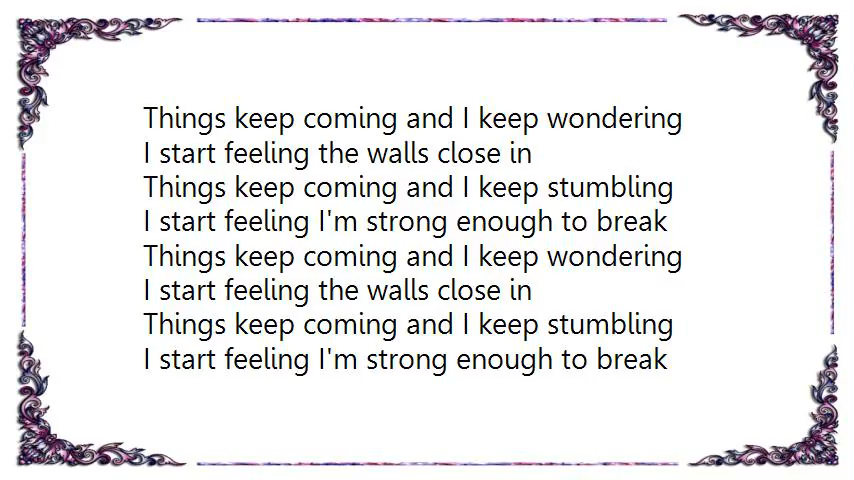 Things keep coming and I keep wondering
I start feeling the walls close in
Things keep coming and I keep stumbling
I start feeling I'm strong enough to break
Things keep coming and I keep wondering
I start feeling the walls close in
Things keep coming and I keep stumbling
I start feeling I'm strong enough to break